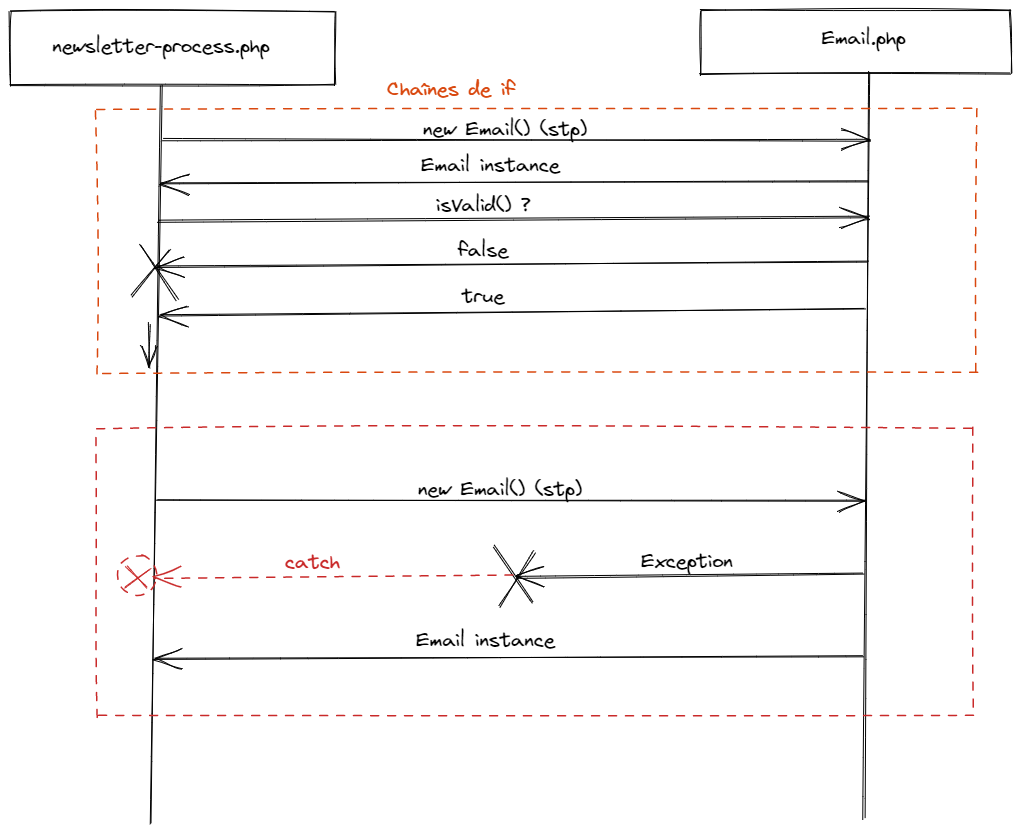 newsletter-process.php
Email.php
Chaînes de if
new Email() (stp)
Email instance
isValid() ?
false
true
new Email() (stp)
catch
Exception
Email instance